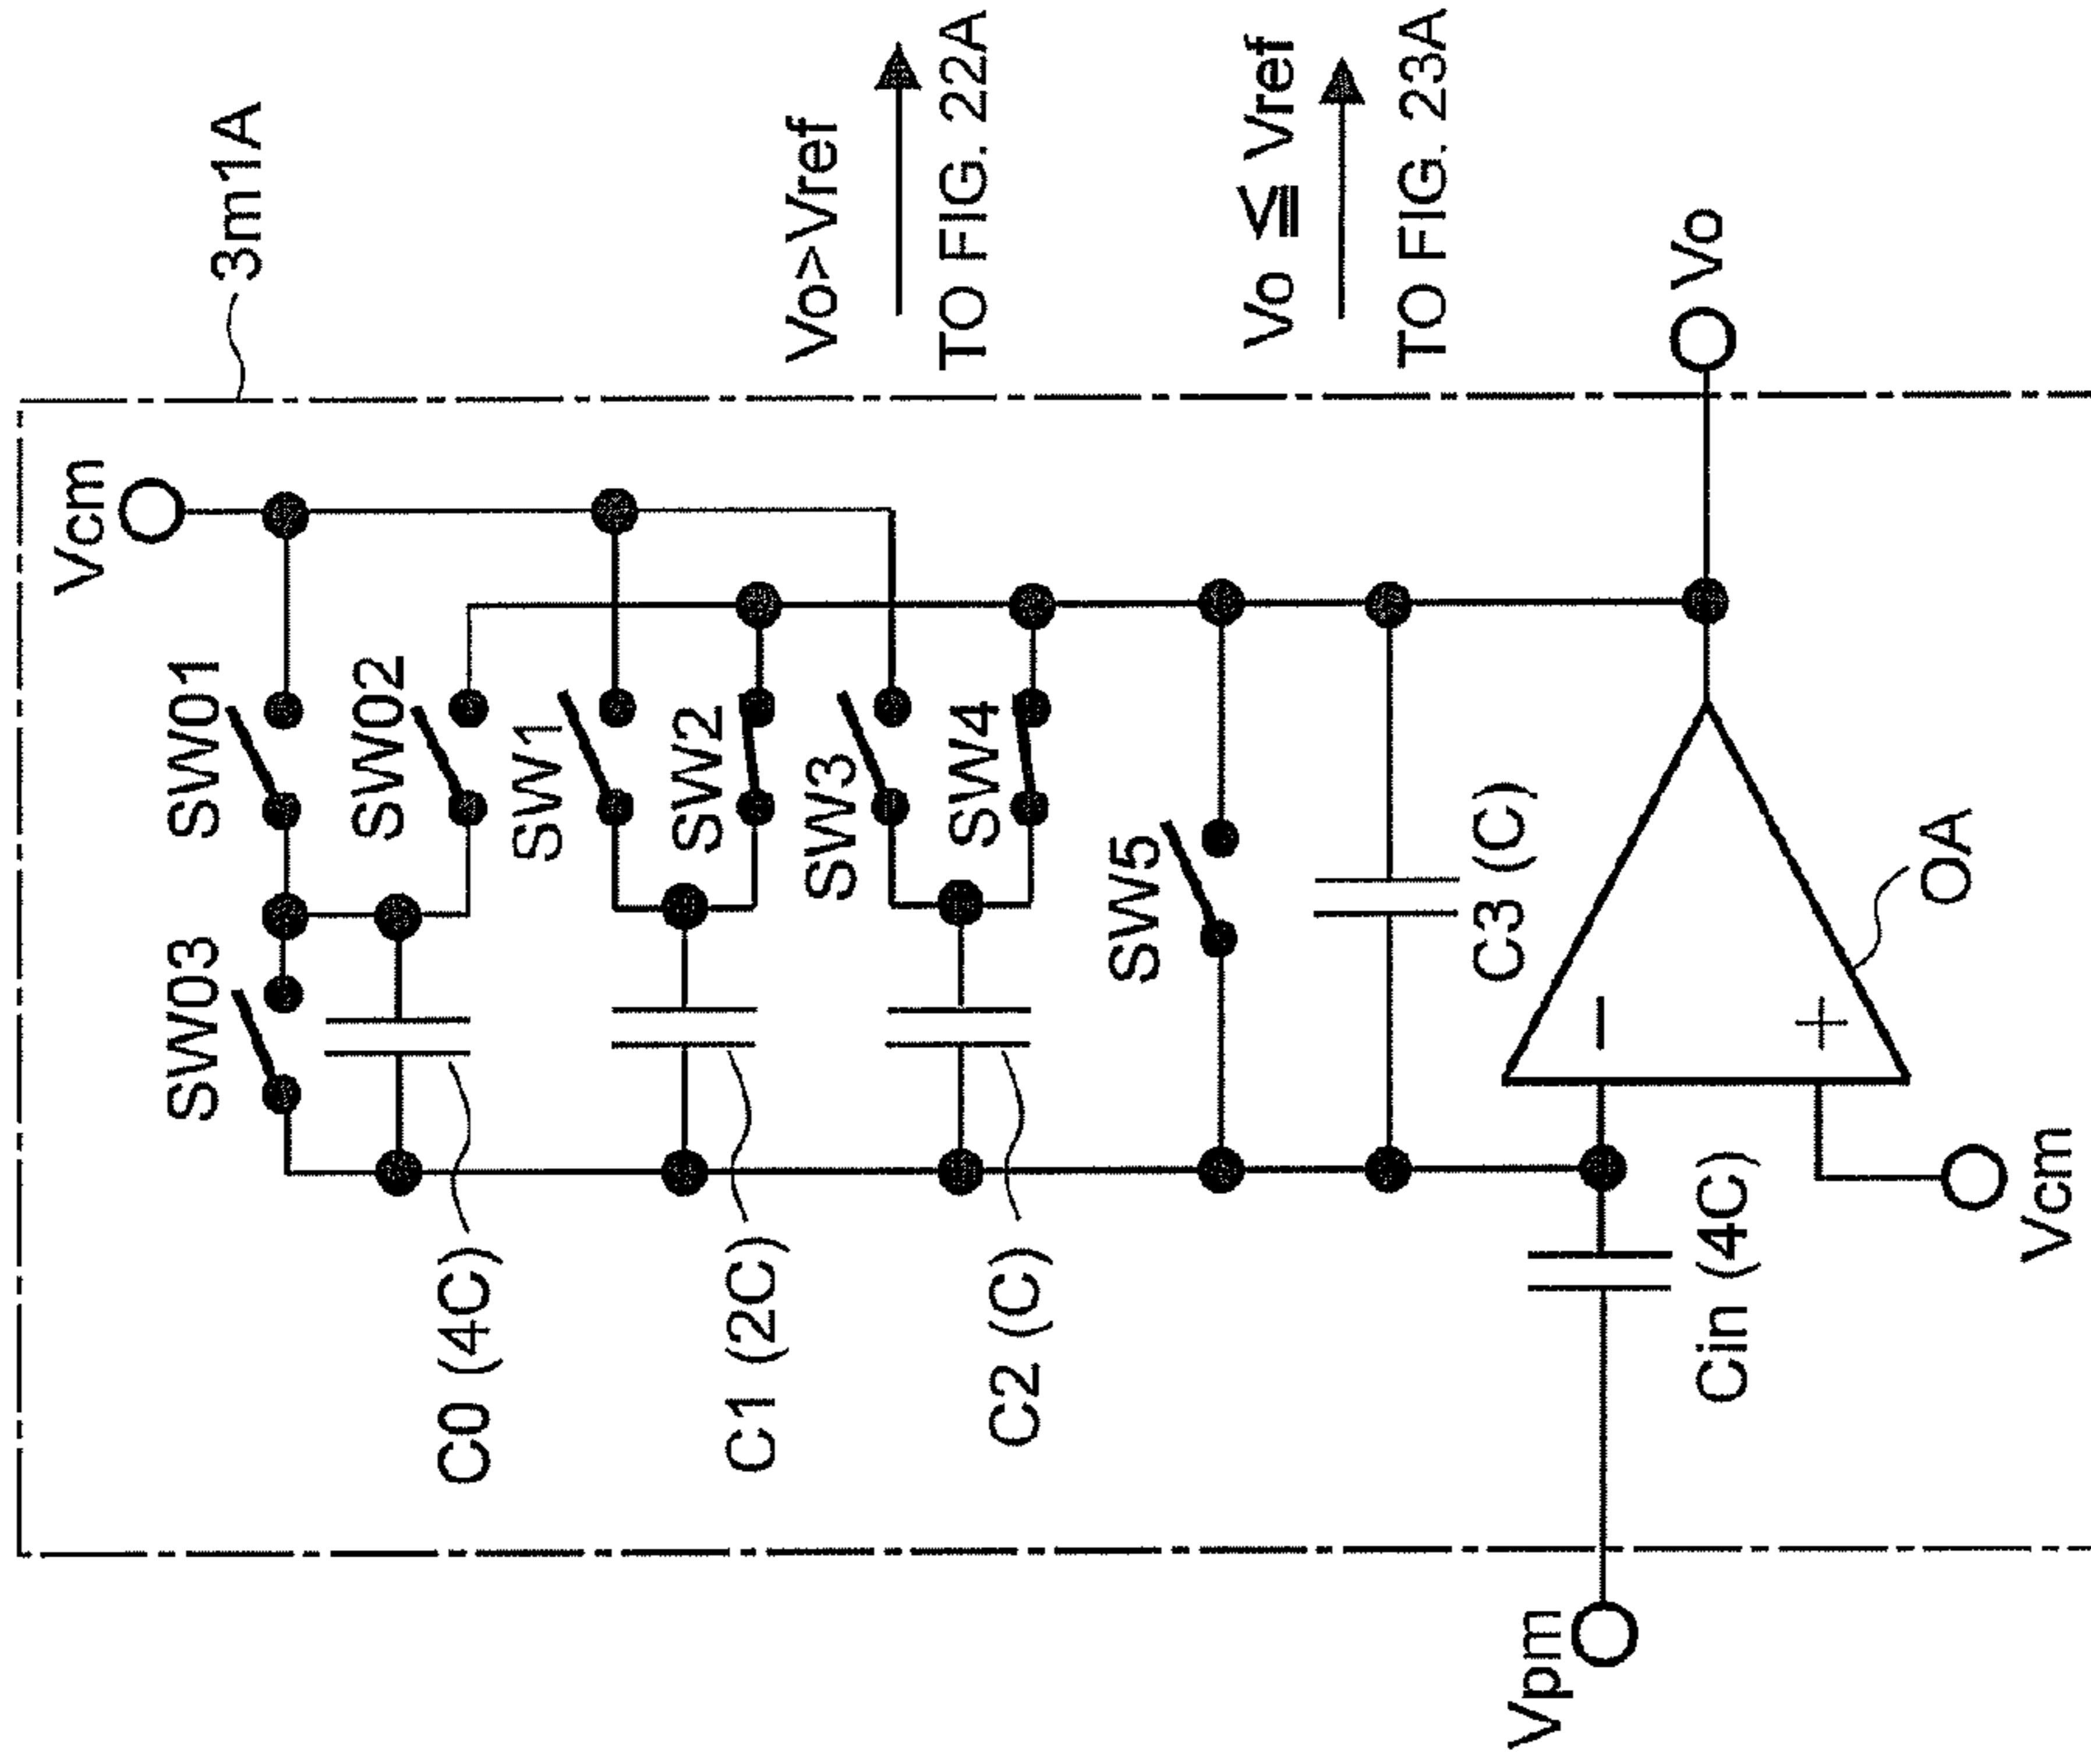 3m1A
Vcm
SW01
SW03
SW02
C0 (4C)
SW1
SW2
C1 (2C)
SW3
SW4
C2 (C)
SW5
C3 (C)
Vo>Vref
TO FIG. 22A
Vo ≦ Vref
TO FIG. 23A
Vpm
Cin (4C)
−
+
OA
Vo
Vcm